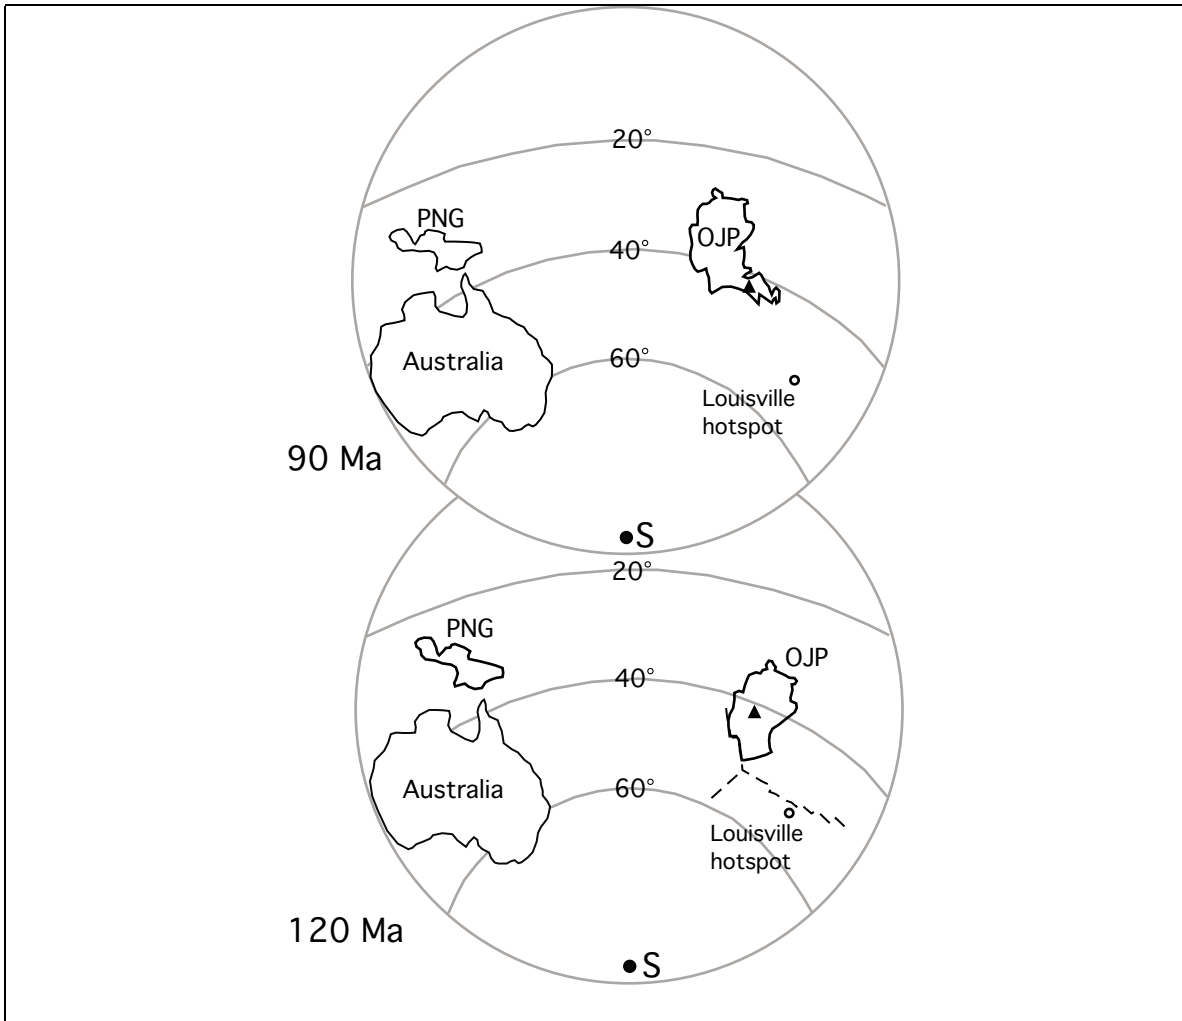 20°
PNG
OJP
40°
60°
Australia
Louisville
hotspot
90 Ma
S
20°
PNG
OJP
40°
60°
Australia
Louisville
hotspot
120 Ma
S